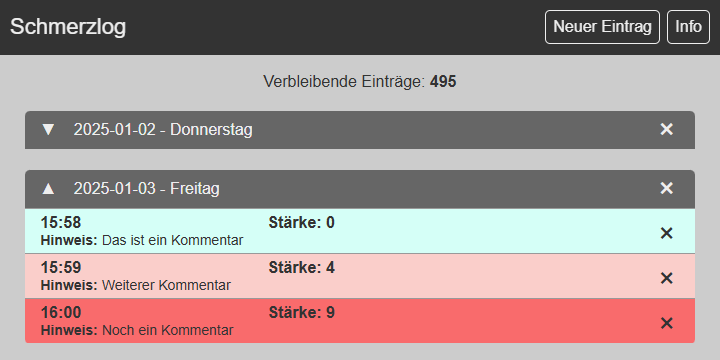 Schmerzlog
Neuer Eintrag
Info
Verbleibende Einträge: 495
▼ 2025-01-02 - Donnerstag ×
▲ 2025-01-03 - Freitag ×
15:58 Stärke: 0
Hinweis: Das ist ein Kommentar ×
15:59 Stärke: 4
Hinweis: Weiterer Kommentar ×
16:00 Stärke: 9
Hinweis: Noch ein Kommentar ×